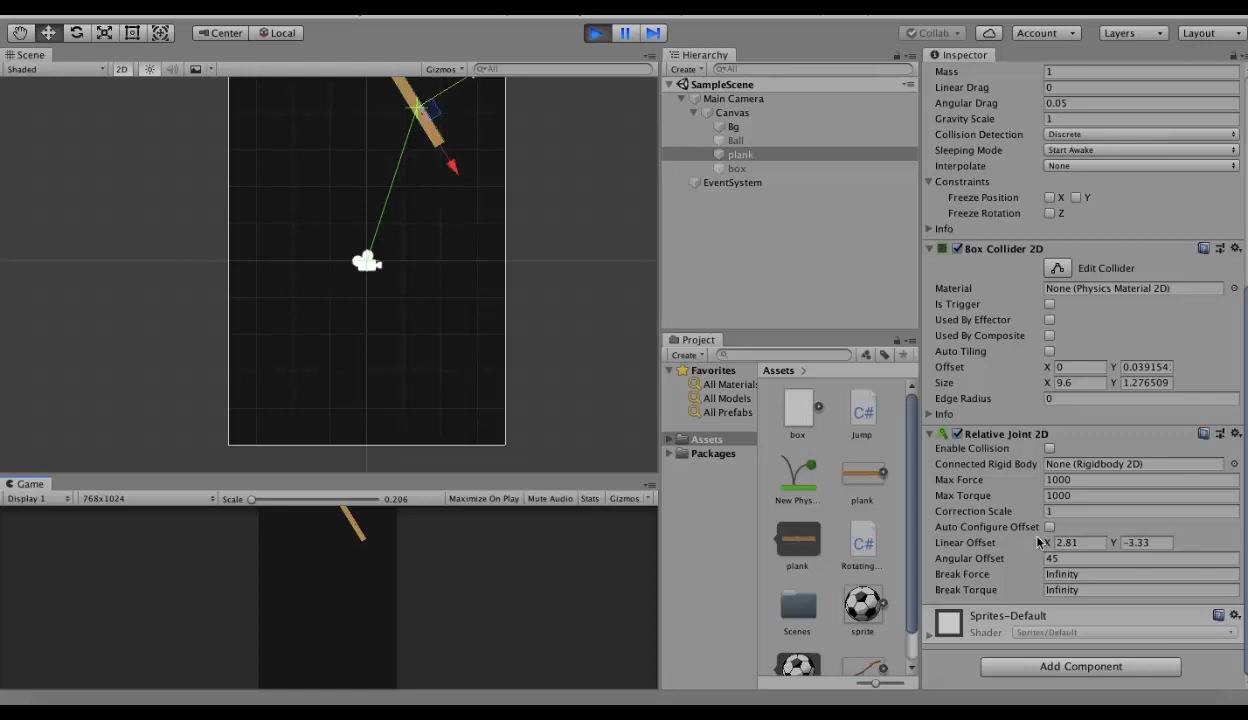 Center Local Collab Account Layers Layout
Scene
Shaded 2D Gizmos All
Hierarchy
Create All
SampleScene
Main Camera
Canvas
Bg
Ball
plank
box
EventSystem
Project
Create
Favorites
All Materials
All Models
All Prefabs
Assets
Packages
Assets
box Jump
New Phys... plank
plank Rotating...
Scenes sprite
Game
Display 1 768x1024 Scale 0.206 Maximize On Play Mute Audio Stats Gizmos
Inspector
Mass 1
Linear Drag 0
Angular Drag 0.05
Gravity Scale 1
Collision Detection Discrete
Sleeping Mode Start Awake
Interpolate None
Constraints
Freeze Position X Y
Freeze Rotation Z
Info
Box Collider 2D
Edit Collider
Material None (Physics Material 2D)
Is Trigger
Used By Effector
Used By Composite
Auto Tiling
Offset X 0 Y 0.039154
Size X 9.6 Y 1.276509
Edge Radius 0
Info
Relative Joint 2D
Enable Collision
Connected Rigid Body None (Rigidbody 2D)
Max Force 1000
Max Torque 1000
Correction Scale 1
Auto Configure Offset
Linear Offset X 2.81 Y -3.33
Angular Offset 45
Break Force Infinity
Break Torque Infinity
Sprites-Default
Shader Sprites/Default
Add Component